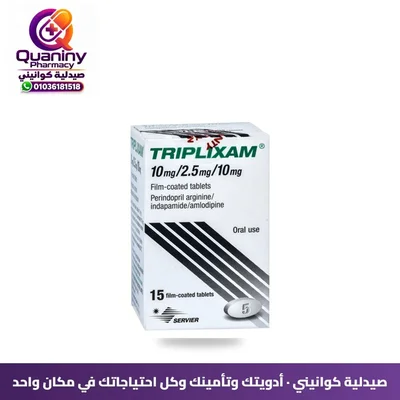 Quaniny
Pharmacy
صيدلية كوانيني
01036181518
TRIPLIXAM®
10mg/2.5mg/10mg
Film-coated tablets
Perindopril arginine/
indapamide/amlodipine
Oral use
15 film-coated tablets
5
SERVIER
صيدلية كوانيني - أدويتك وتأمينك وكل احتياجاتك في مكان واحد